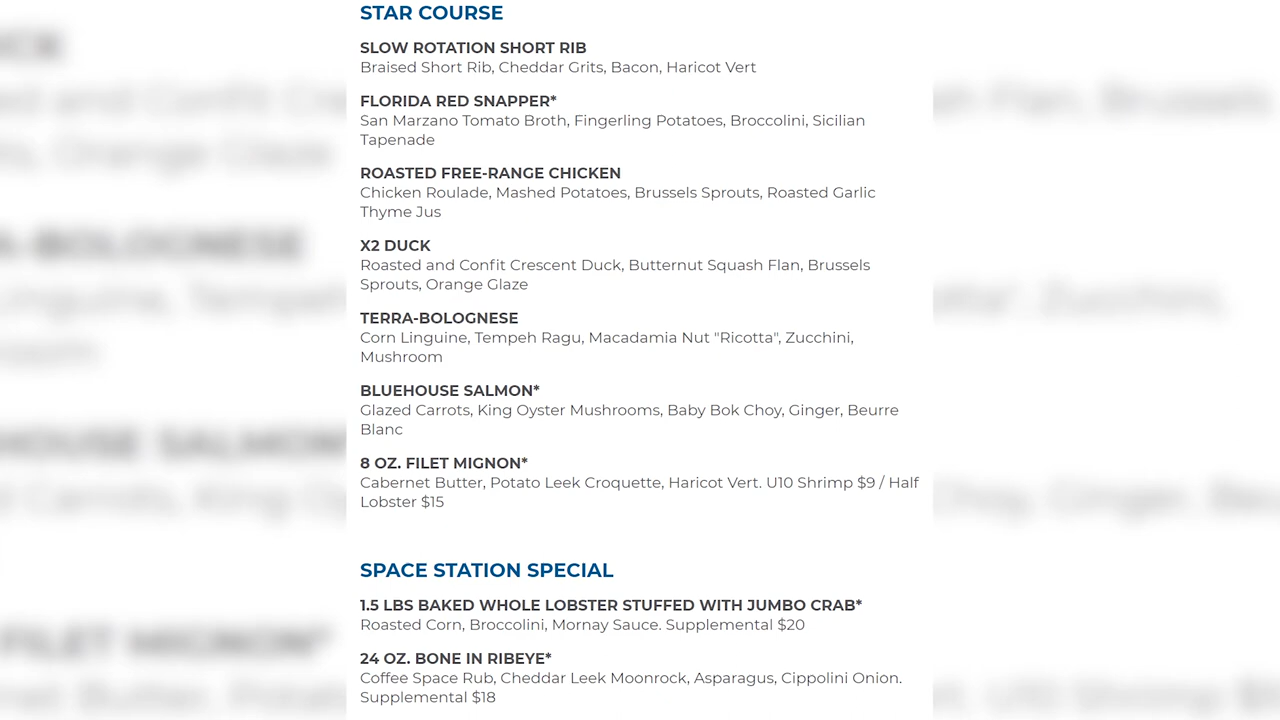 STAR COURSE
SLOW ROTATION SHORT RIB
Braised Short Rib, Cheddar Grits, Bacon, Haricot Vert
FLORIDA RED SNAPPER*
San Marzano Tomato Broth, Fingerling Potatoes, Broccolini, Sicilian
Tapenade
ROASTED FREE-RANGE CHICKEN
Chicken Roulade, Mashed Potatoes, Brussels Sprouts, Roasted Garlic
Thyme Jus
X2 DUCK
Roasted and Confit Crescent Duck, Butternut Squash Flan, Brussels
Sprouts, Orange Glaze
TERRA-BOLOGNESE
Corn Linguine, Tempeh Ragu, Macadamia Nut "Ricotta", Zucchini,
Mushroom
BLUEHOUSE SALMON*
Glazed Carrots, King Oyster Mushrooms, Baby Bok Choy, Ginger, Beurre
Blanc
8 OZ. FILET MIGNON*
Cabernet Butter, Potato Leek Croquette, Haricot Vert. U10 Shrimp $9 / Half
Lobster $15
SPACE STATION SPECIAL
1.5 LBS BAKED WHOLE LOBSTER STUFFED WITH JUMBO CRAB*
Roasted Corn, Broccolini, Mornay Sauce. Supplemental $20
24 OZ. BONE IN RIBEYE*
Coffee Space Rub, Cheddar Leek Moonrock, Asparagus, Cippolini Onion.
Supplemental $18